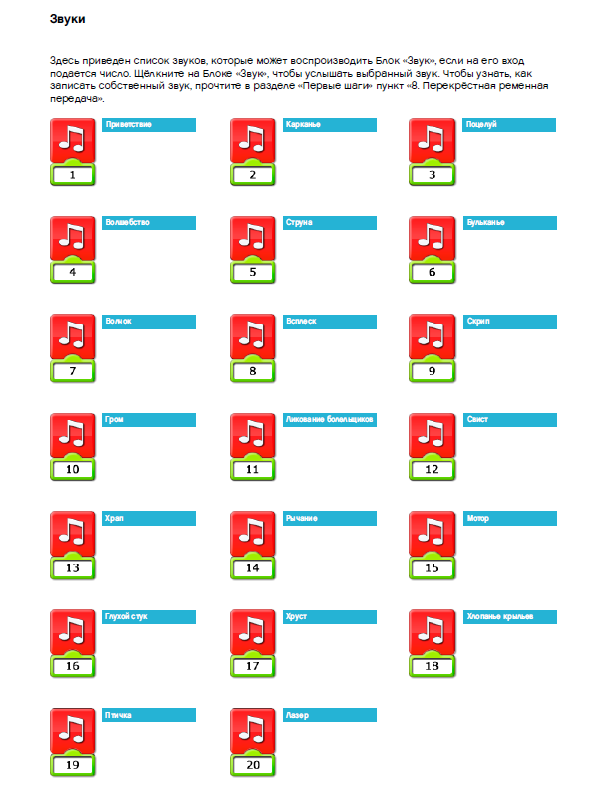 Звуки
Здесь приведен список звуков, которые может воспроизводить Блок «Звук», если на его вход
подается число. Щёлкните на Блоке «Звук», чтобы услышать выбранный звук. Чтобы узнать, как
записать собственный звук, прочтите в разделе «Первые шаги» пункт «8. Перекрёстная ременная
передача».
Приветствие
1
Карканье
2
Поцелуй
3
Волшебство
4
Струна
5
Бульканье
6
Волчок
7
Всплеск
8
Скрип
9
Гром
10
Ликование болельщиков
11
Свист
12
Храп
13
Рычание
14
Мотор
15
Глухой стук
16
Хруст
17
Хлопанье крыльев
18
Птичка
19
Лазер
20